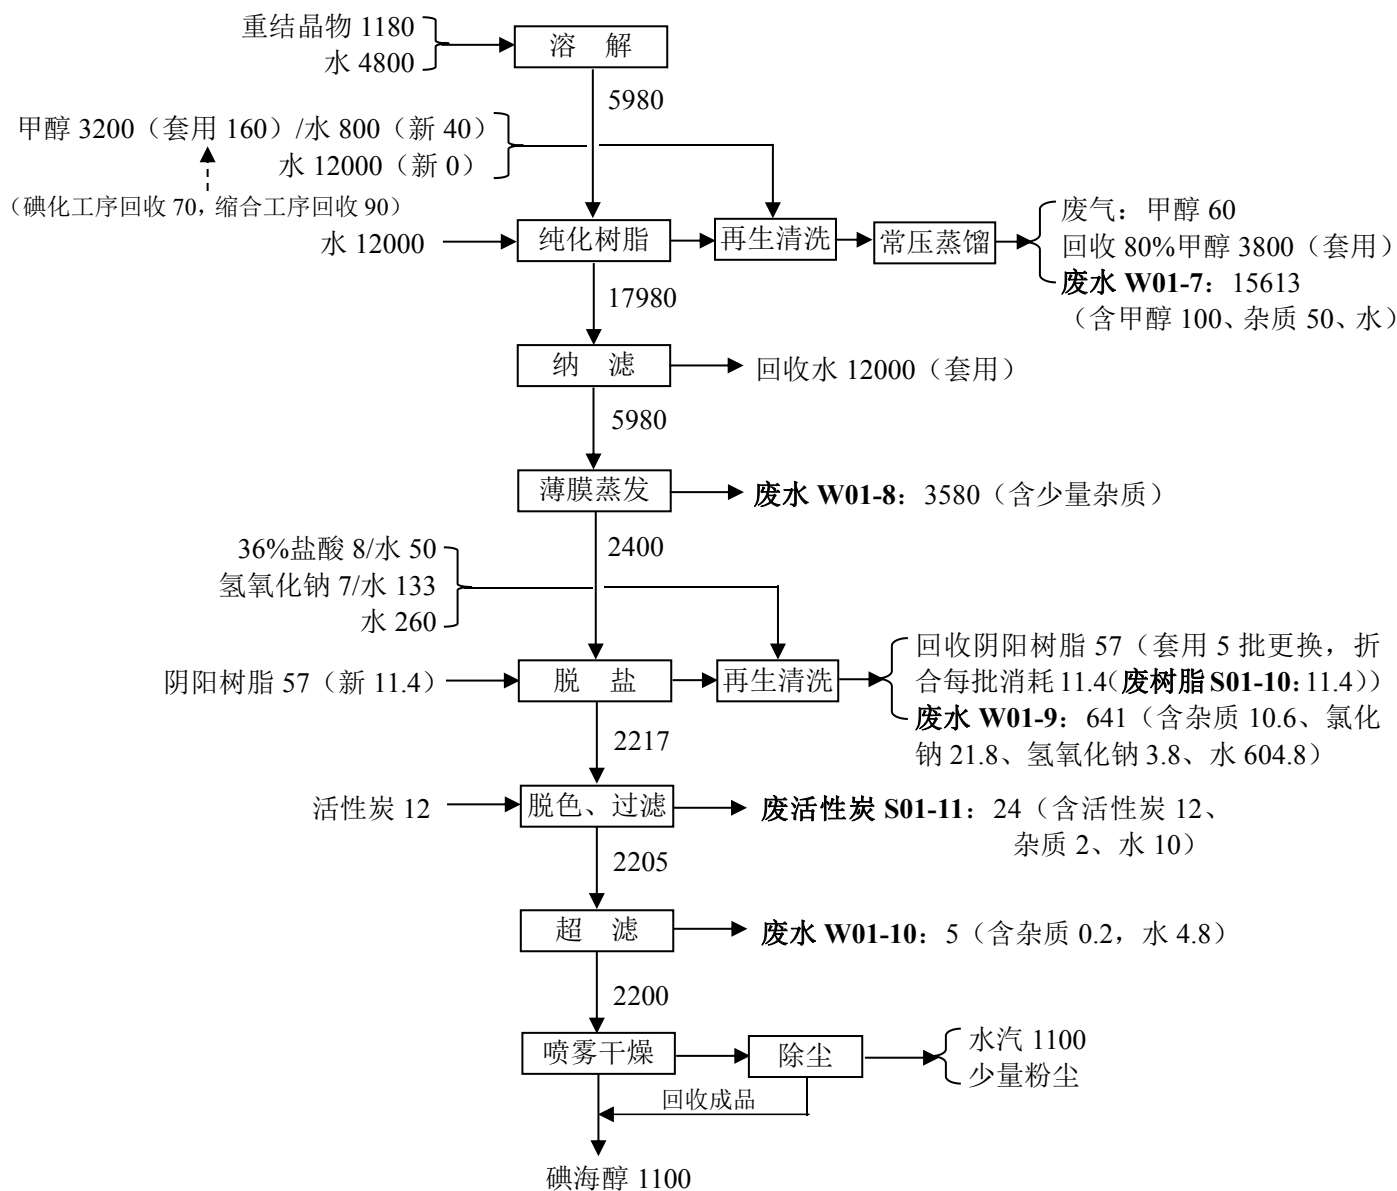 重结晶物 1180
水 4800
溶　解
5980
甲醇 3200（套用 160）/水 800（新 40）
水 12000（新 0）
（碘化工序回收 70，缩合工序回收 90）
水 12000
纯化树脂
再生清洗
常压蒸馏
废气：甲醇 60
回收 80%甲醇 3800（套用）
废水 W01-7：15613
（含甲醇 100、杂质 50、水）
17980
纳　滤
回收水 12000（套用）
5980
薄膜蒸发
废水 W01-8：3580（含少量杂质）
2400
36%盐酸 8/水 50
氢氧化钠 7/水 133
水 260
阴阳树脂 57（新 11.4）
脱　盐
再生清洗
回收阴阳树脂 57（套用 5 批更换，折
合每批消耗 11.4（废树脂 S01-10：11.4））
废水 W01-9：641（含杂质 10.6、氯化
钠 21.8、氢氧化钠 3.8、水 604.8）
2217
活性炭 12
脱色、过滤
废活性炭 S01-11：24（含活性炭 12、
杂质 2、水 10）
2205
超　滤
废水 W01-10：5（含杂质 0.2，水 4.8）
2200
喷雾干燥
除尘
水汽 1100
少量粉尘
回收成品
碘海醇 1100